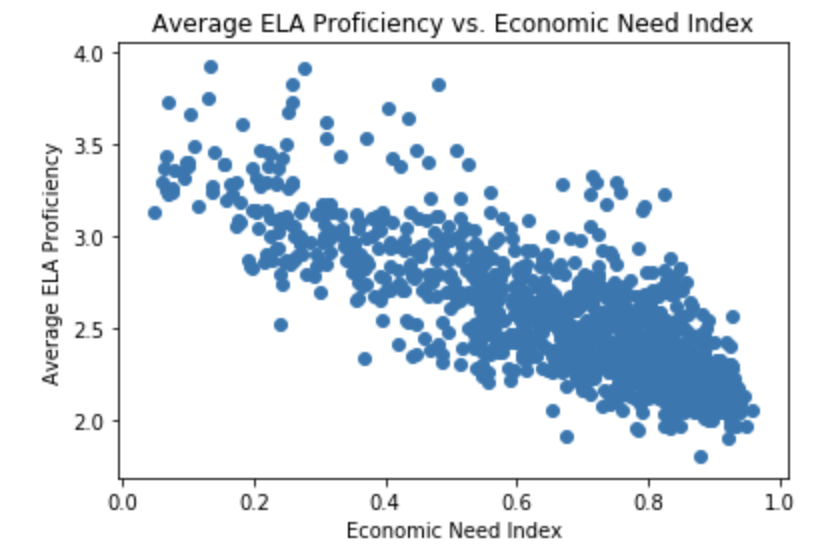 Average ELA Proficiency vs. Economic Need Index
4.0
3.5
3.0
2.5
2.0
Average ELA Proficiency
0.0 0.2 0.4 0.6 0.8 1.0
Economic Need Index